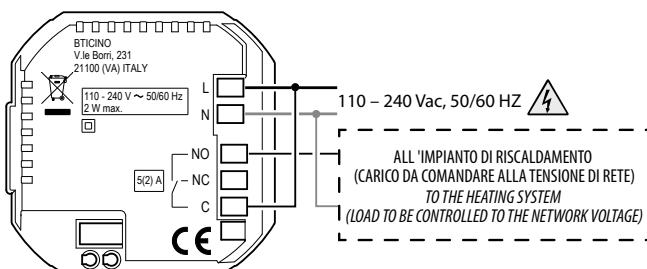 BTICINO
V.le Borri, 231
21100 (VA) ITALY
110 - 240 V ~ 50/60 Hz
2 W max.
L
N
NO
NC
C
5(2) A
CE
110 – 240 Vac, 50/60 HZ
ALL 'IMPIANTO DI RISCALDAMENTO
(CARICO DA COMANDARE ALLA TENSIONE DI RETE)
TO THE HEATING SYSTEM
(LOAD TO BE CONTROLLED TO THE NETWORK VOLTAGE)